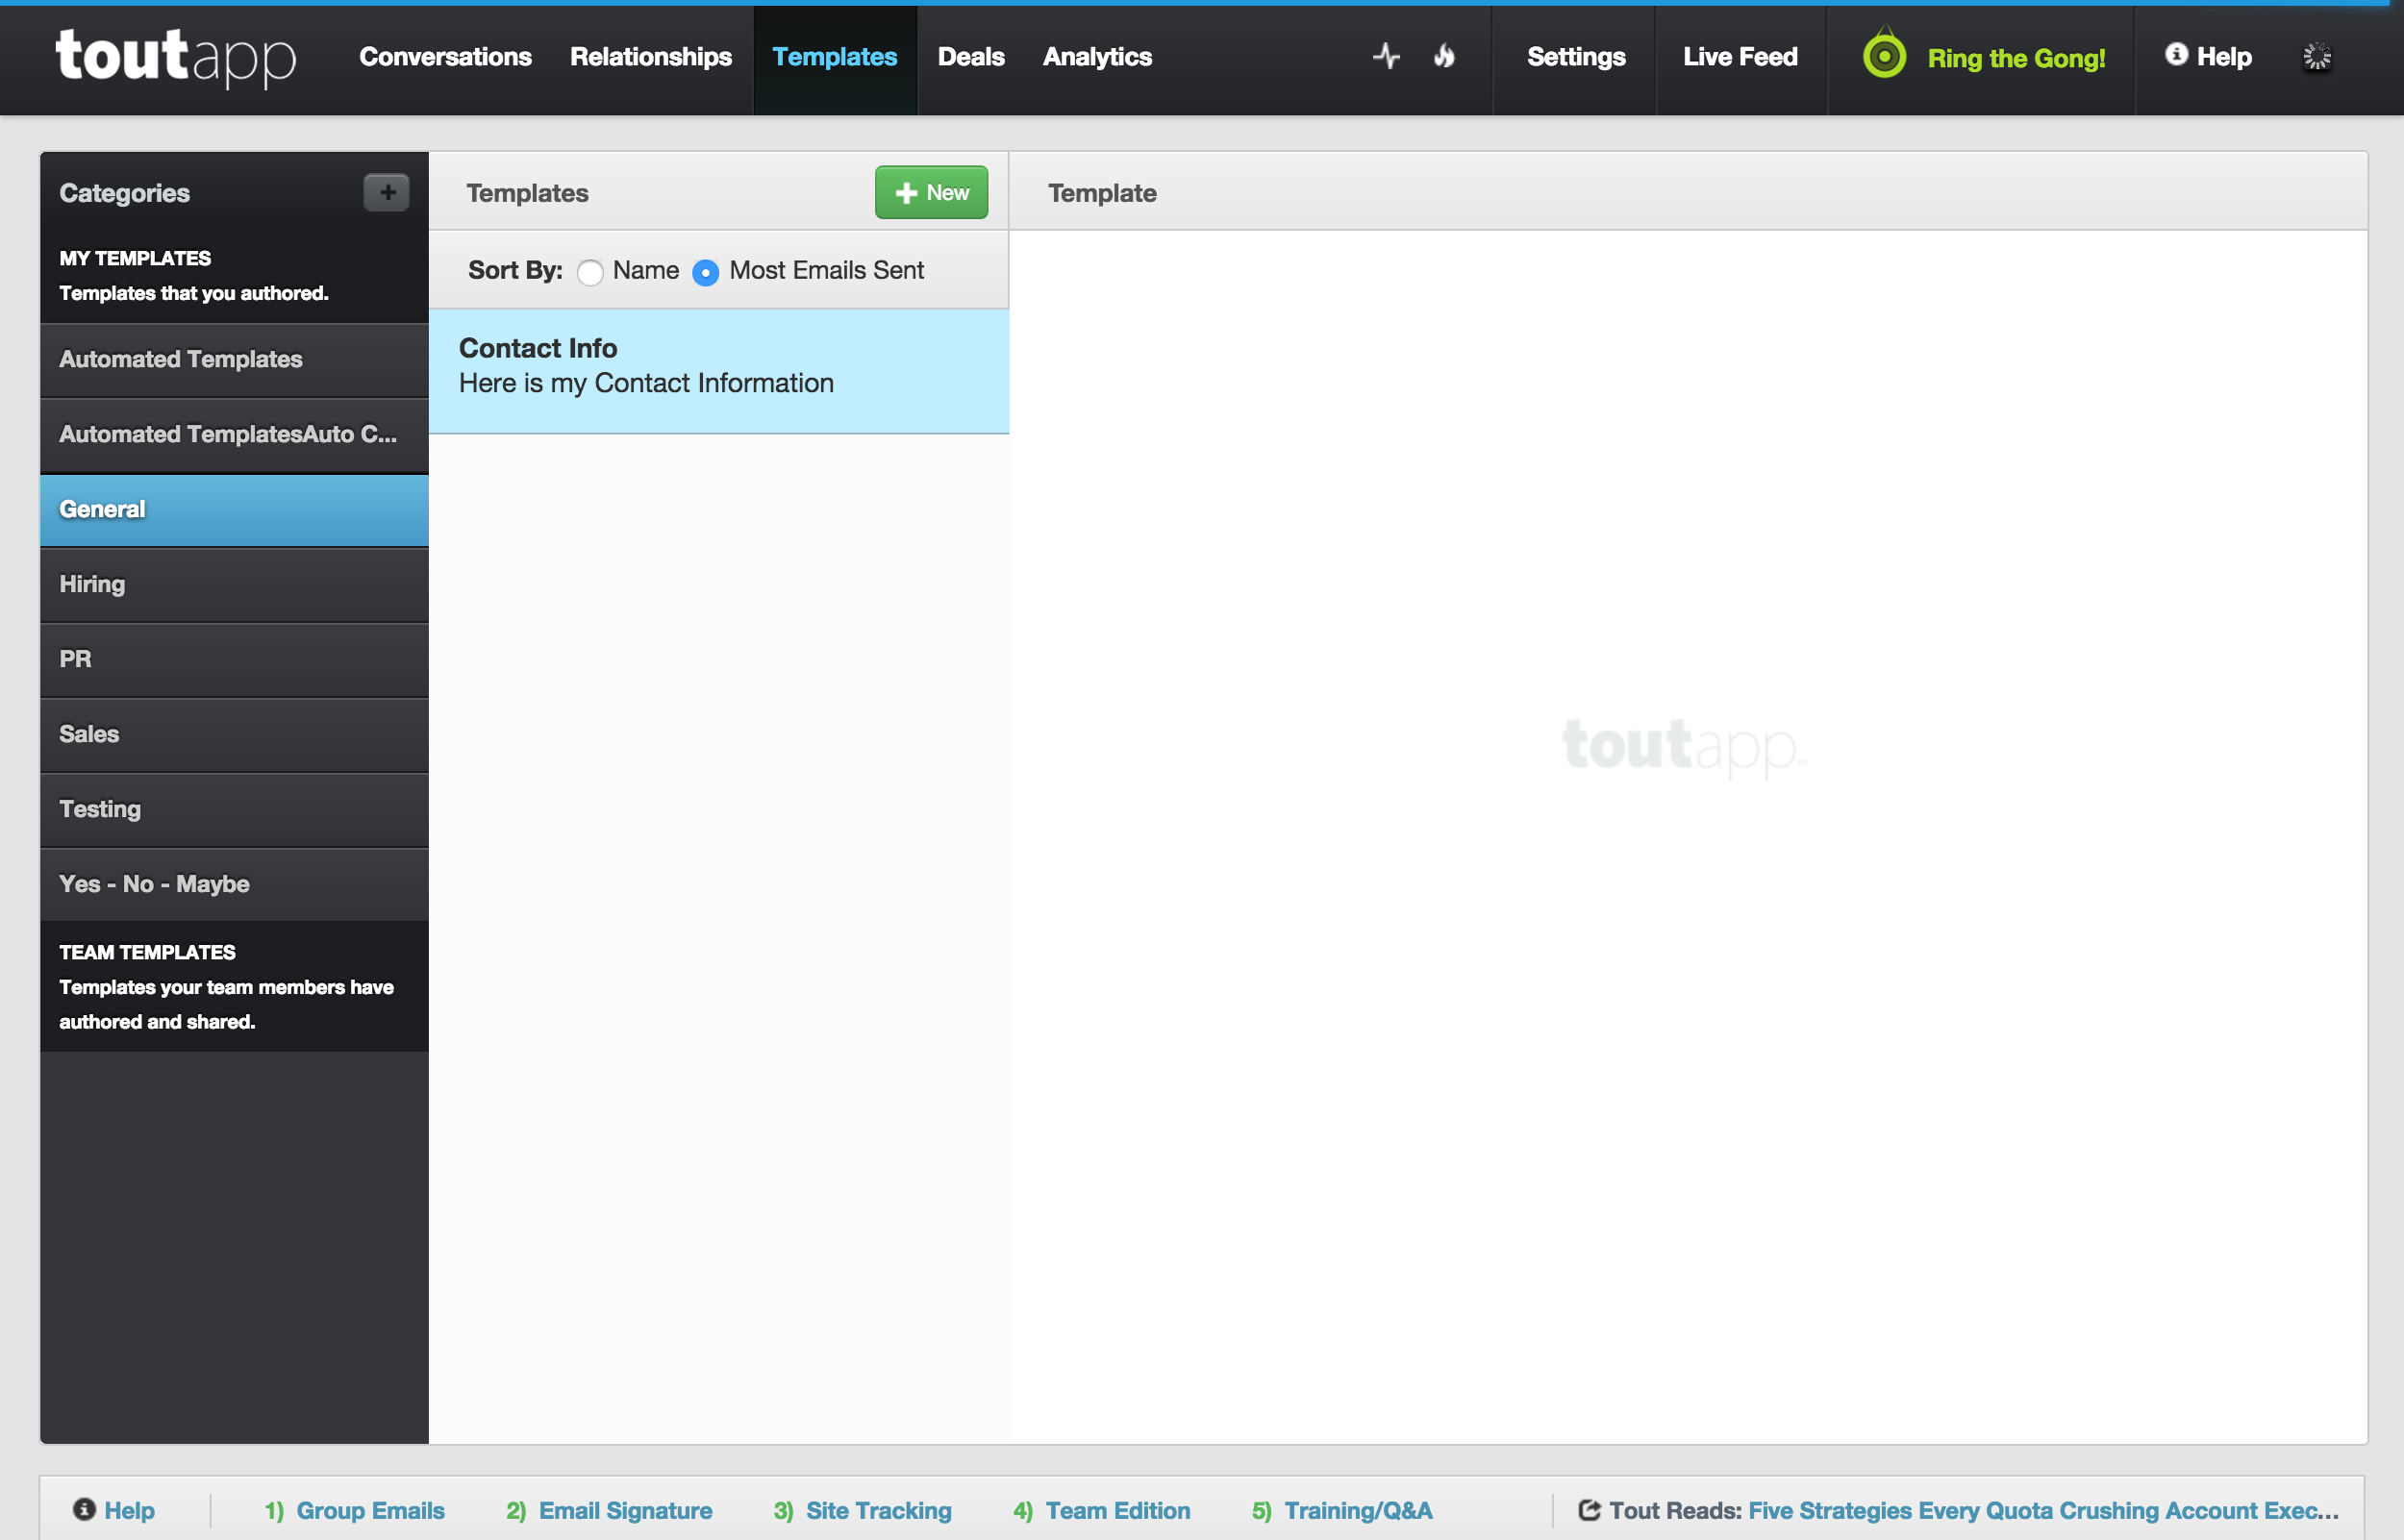 toutapp
Conversations
Relationships
Templates
Deals
Analytics
Settings
Live Feed
Ring the Gong!
Help
Categories
+
MY TEMPLATES
Templates that you authored.
Automated Templates
Automated TemplatesAuto C...
General
Hiring
PR
Sales
Testing
Yes - No - Maybe
TEAM TEMPLATES
Templates your team members have
authored and shared.
Templates
New
Sort By: Name Most Emails Sent
Contact Info
Here is my Contact Information
Template
toutapp
Help
1) Group Emails
2) Email Signature
3) Site Tracking
4) Team Edition
5) Training/Q&A
Tout Reads: Five Strategies Every Quota Crushing Account Exec...